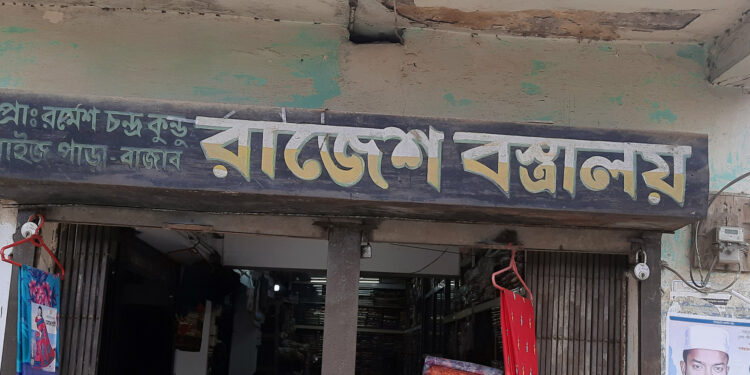 প্রাঃ রমেশ চন্দ্র কুন্ডু
পাইজ পাড়া - বাজার
রাজেশ বস্ত্রালয়